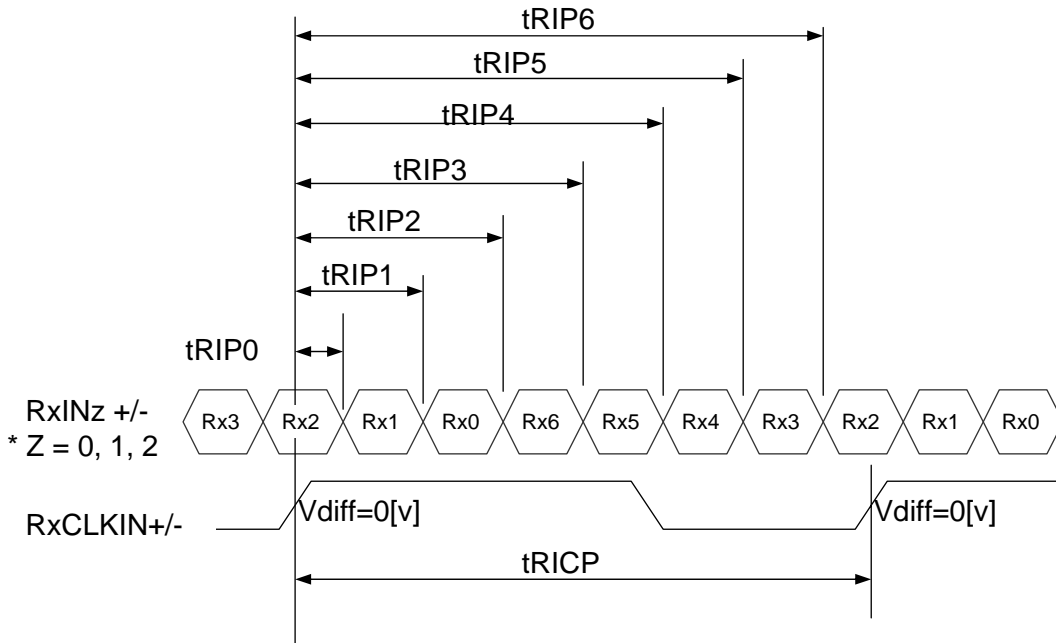 tRIP6
tRIP5
tRIP4
tRIP3
tRIP2
tRIP1
tRIP0
RxINz +/-
* Z = 0, 1, 2
Rx3 Rx2 Rx1 Rx0 Rx6 Rx5 Rx4 Rx3 Rx2 Rx1 Rx0
RxCLKIN+/-
Vdiff=0[v] Vdiff=0[v]
tRICP